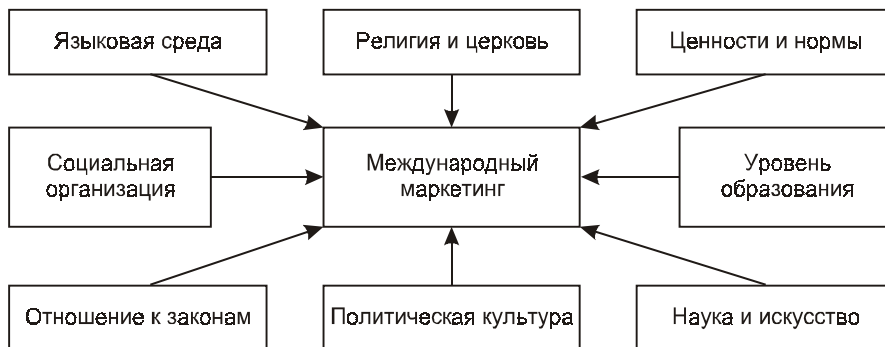 Языковая среда
Религия и церковь
Ценности и нормы
Социальная
организация
Международный
маркетинг
Уровень
образования
Отношение к законам
Политическая культура
Наука и искусство